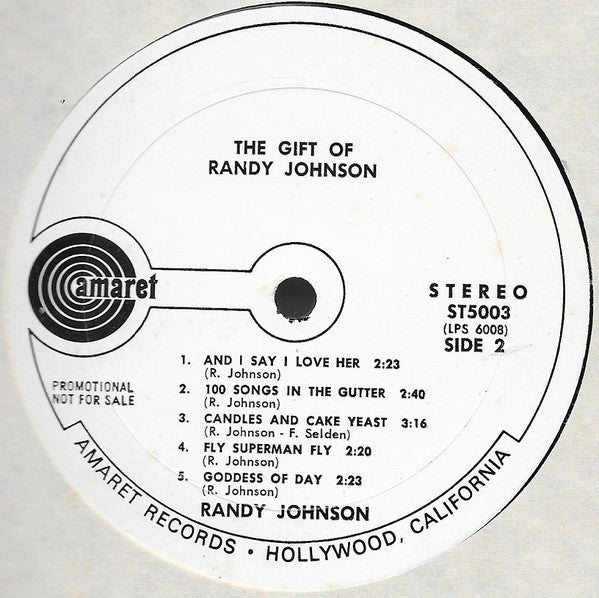 THE GIFT OF
RANDY JOHNSON
amaret
STEREO
ST5003
(LPS 6008)
SIDE 2
PROMOTIONAL
NOT FOR SALE
1. AND I SAY I LOVE HER 2:23
(R. Johnson)
2. 100 SONGS IN THE GUTTER 2:40
(R. Johnson)
3. CANDLES AND CAKE YEAST 3:16
(R. Johnson - F. Selden)
4. FLY SUPERMAN FLY 2:20
(R. Johnson)
5. GODDESS OF DAY 2:23
(R. Johnson)
RANDY JOHNSON
AMARET RECORDS • HOLLYWOOD, CALIFORNIA